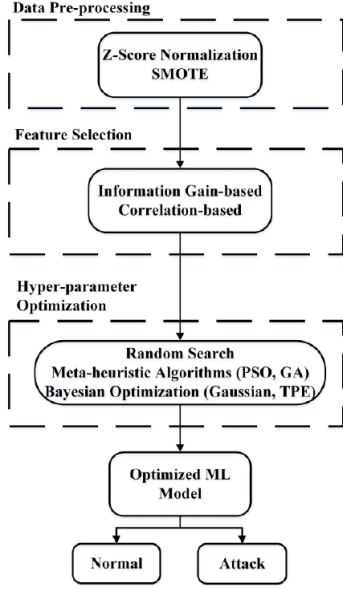 Data Pre-processing
Z-Score Normalization
SMOTE
Feature Selection
Information Gain-based
Correlation-based
Hyper-parameter
Optimization
Random Search
Meta-heuristic Algorithms (PSO, GA)
Bayesian Optimization (Gaussian, TPE)
Optimized ML
Model
Normal
Attack